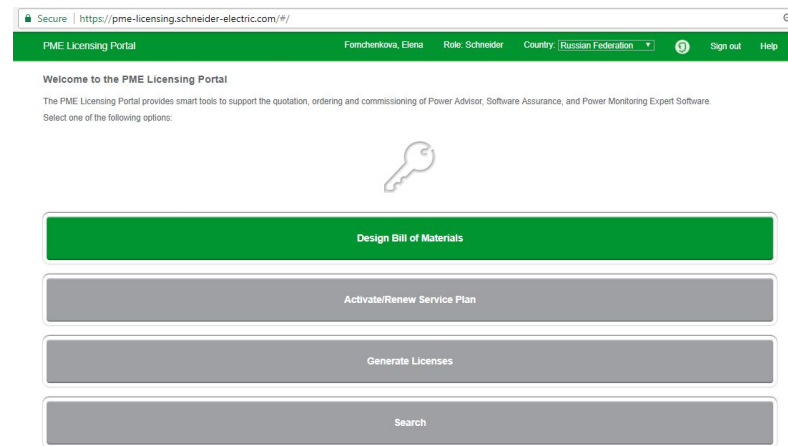 Secure | https://pme-licensing.schneider-electric.com/#/
PME Licensing Portal Fomchenkova, Elena Role: Schneider Country: Russian Federation Sign out Help
Welcome to the PME Licensing Portal
The PME Licensing Portal provides smart tools to support the quotation, ordering and commissioning of Power Advisor, Software Assurance, and Power Monitoring Expert Software.
Select one of the following options:
Design Bill of Materials
Activate/Renew Service Plan
Generate Licenses
Search